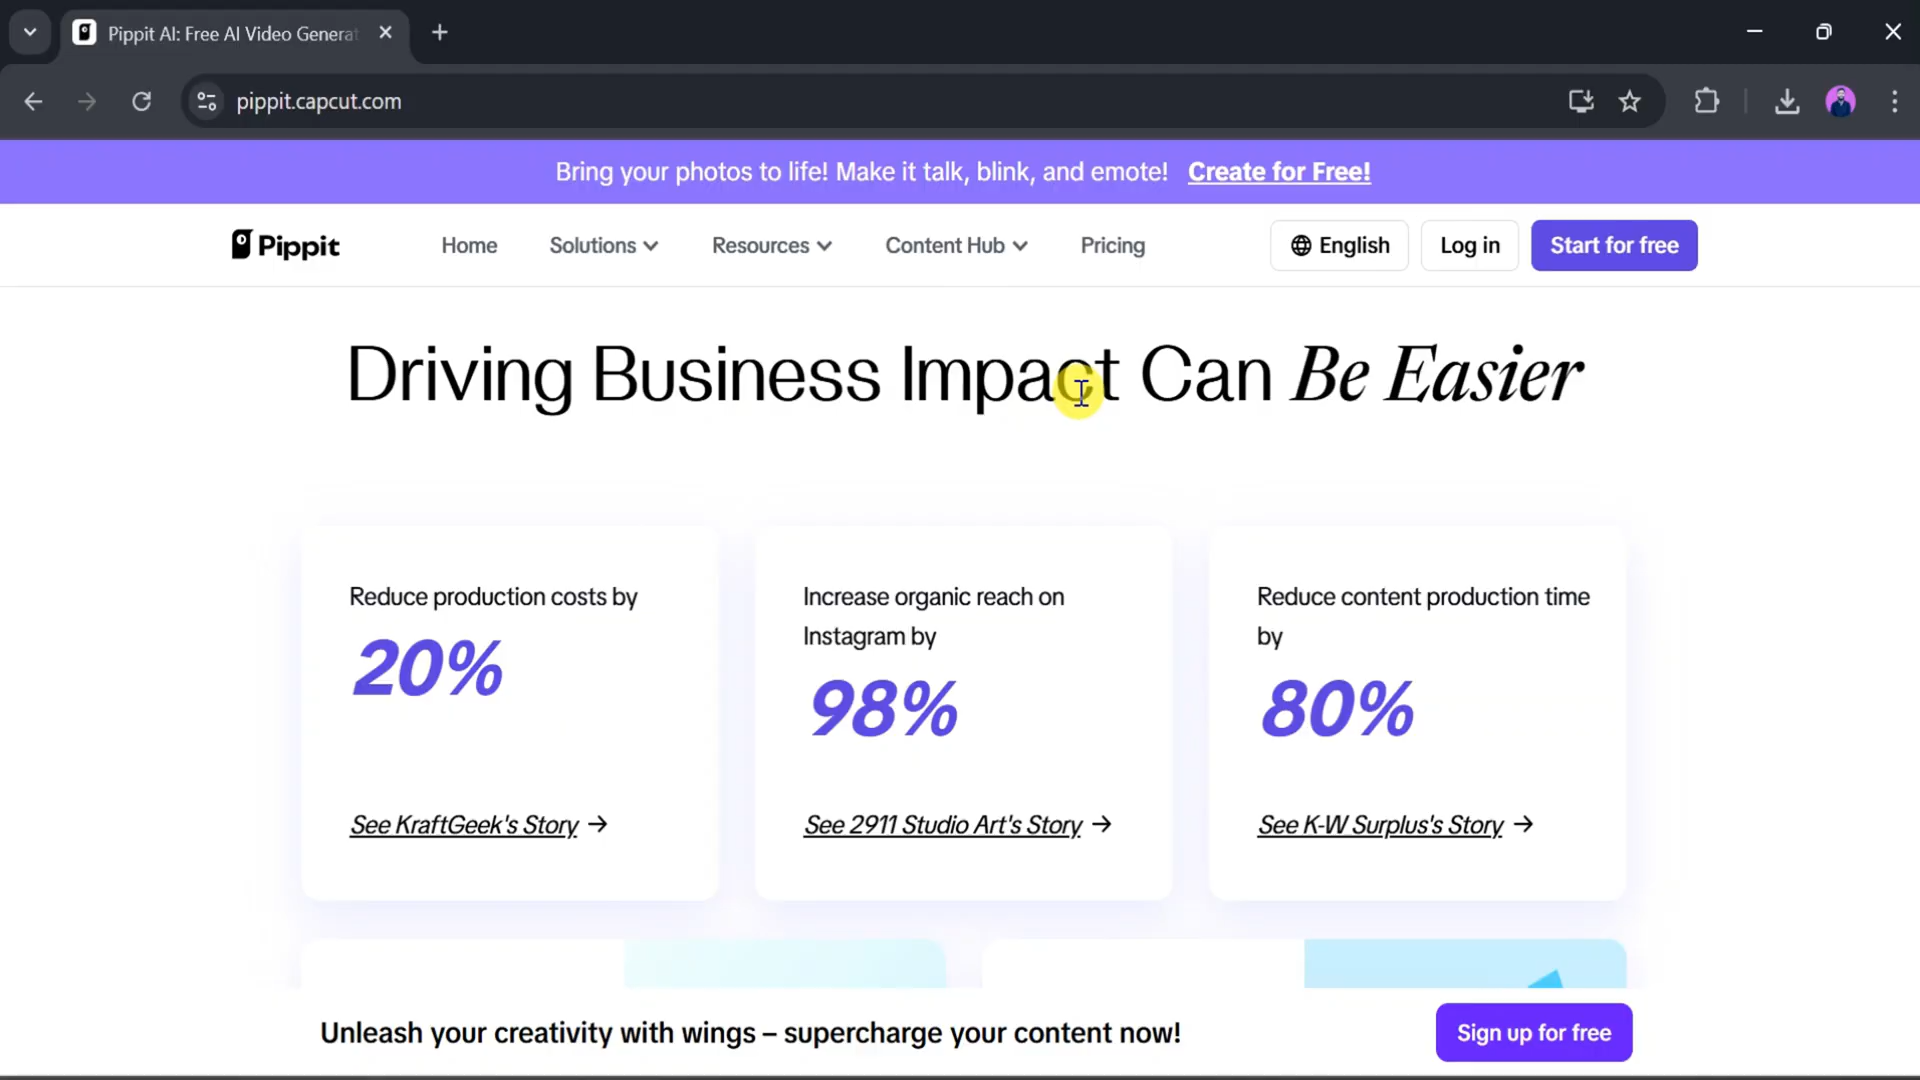 Pippit AI: Free AI Video Generat
pippit.capcut.com
Bring your photos to life! Make it talk, blink, and emote! Create for Free!
Pippit Home Solutions Resources Content Hub Pricing English Log in Start for free
Driving Business Impact Can Be Easier
Reduce production costs by
20%
See KraftGeek's Story →
Increase organic reach on
Instagram by
98%
See 2911 Studio Art's Story →
Reduce content production time
by
80%
See K-W Surplus's Story →
Unleash your creativity with wings – supercharge your content now!
Sign up for free